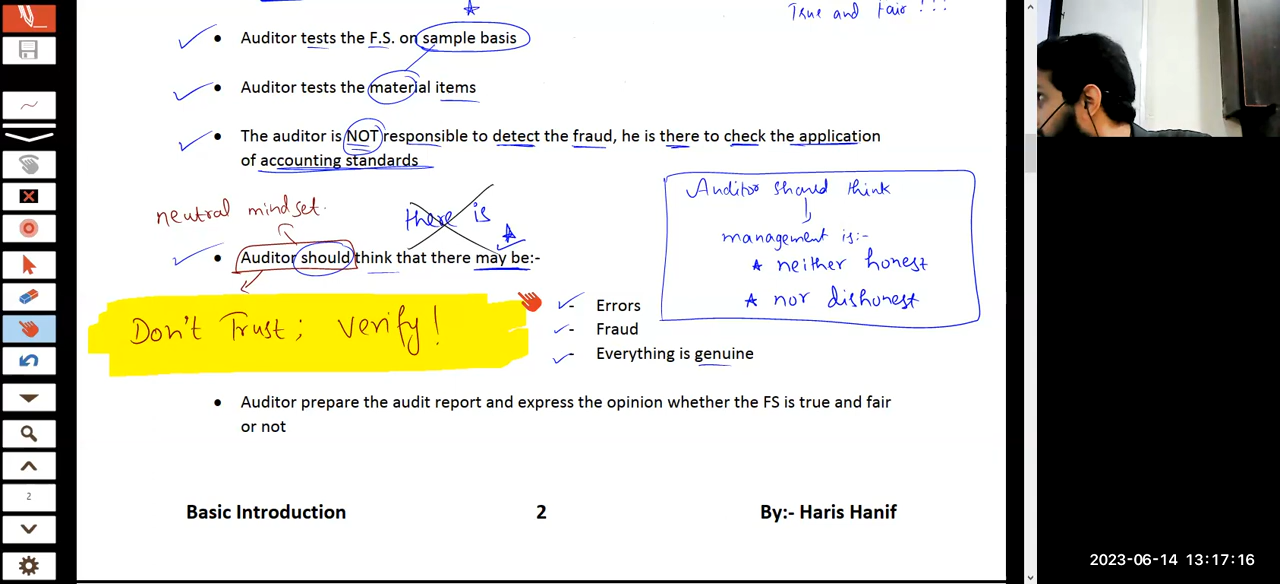 True and Fair!!!
• Auditor tests the F.S. on sample basis
• Auditor tests the material items
• The auditor is NOT responsible to detect the fraud, he is there to check the application
of accounting standards
neutral mindset.
there is
• Auditor should think that there may be:-
Don't Trust; Verify!
- Errors
- Fraud
- Everything is genuine
Auditor should think
management is:-
neither honest
nor dishonest
• Auditor prepare the audit report and express the opinion whether the FS is true and fair
or not
Basic Introduction 2 By:- Haris Hanif
2
2023-06-14 13:17:16